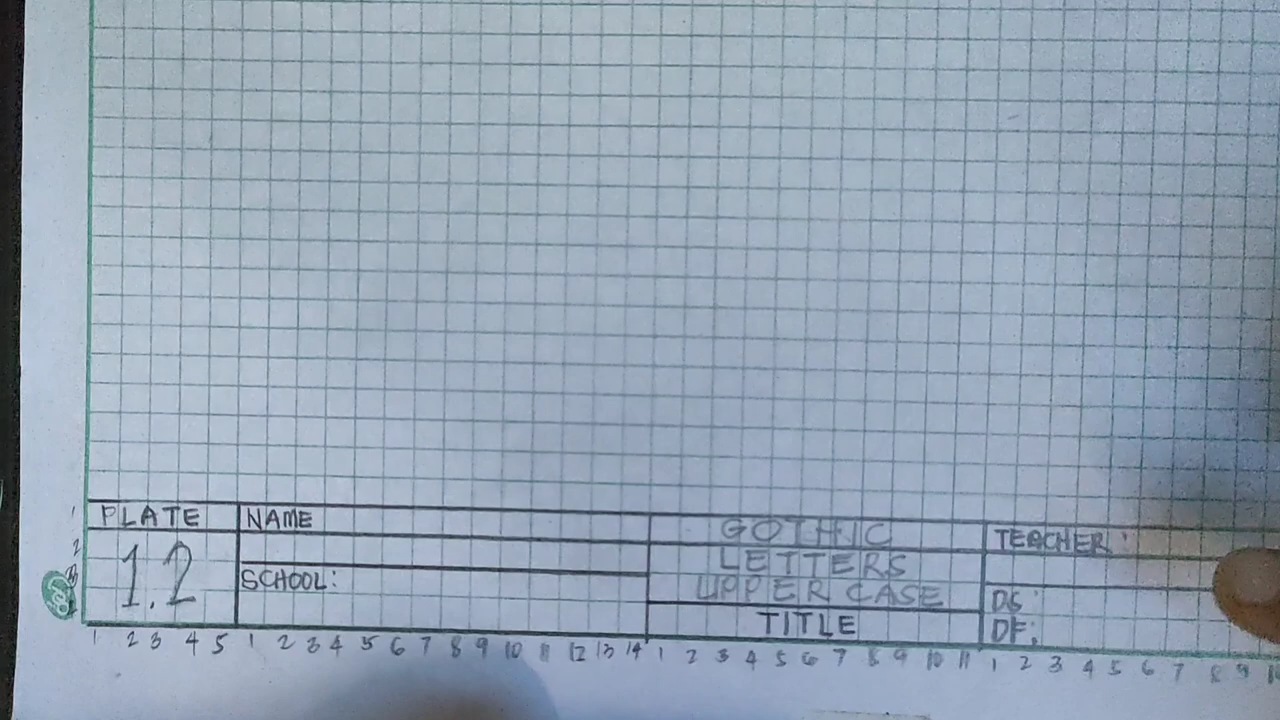 PLATE
1.2
NAME
SCHOOL:
GOTHIC
LETTERS
UPPER CASE
TITLE
TEACHER:
DS:
DF:
1
2
3
1 2 3 4 5 1 2 3 4 5 6 7 8 9 10 11 12 13 14 1 2 3 4 5 6 7 8 9 10 11 1 2 3 4 5 6 7 8 9